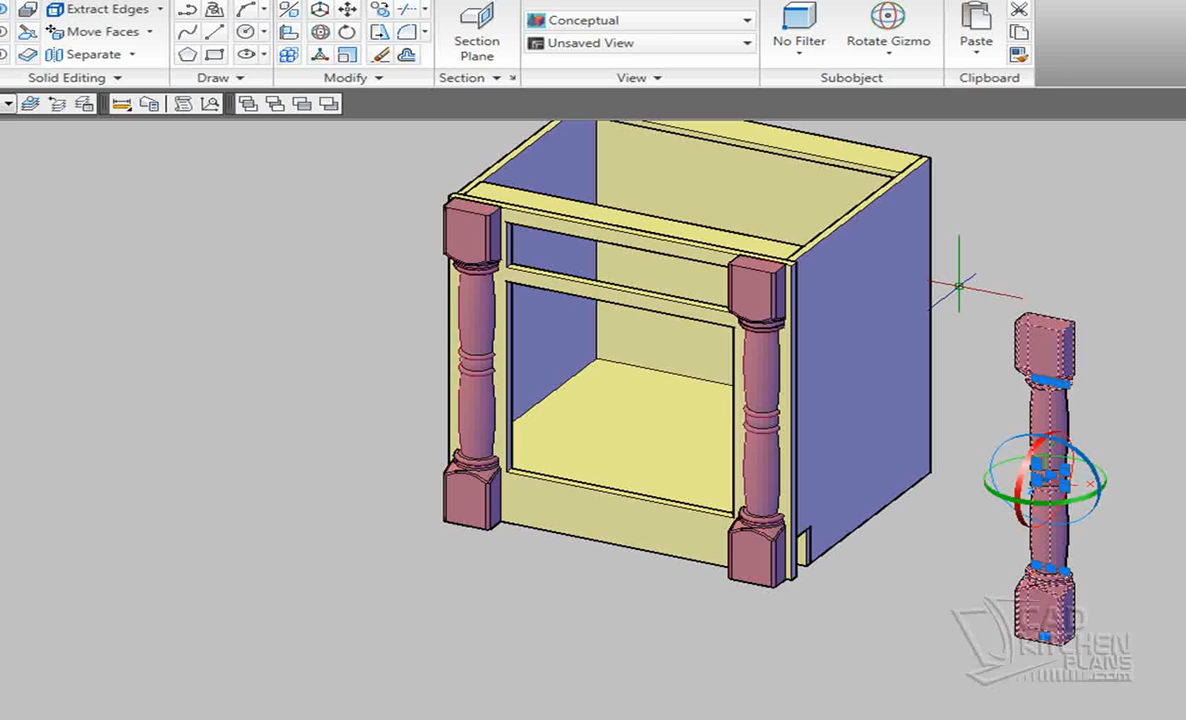 Extract Edges
Move Faces
Separate
Solid Editing
Draw
Modify
Section
Plane
Section
Conceptual
Unsaved View
View
No Filter
Rotate Gizmo
Subobject
Paste
Clipboard
CAD
KITCHEN
PLANS
.com